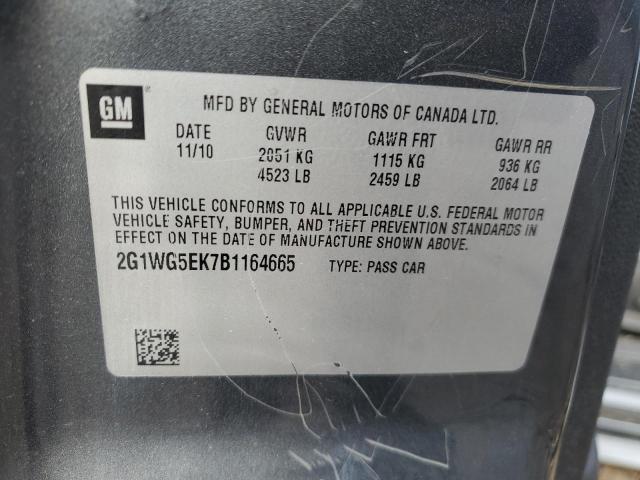 GM
MFD BY GENERAL MOTORS OF CANADA LTD.
DATE GVWR GAWR FRT GAWR RR
11/10 2051 KG 1115 KG 936 KG
4523 LB 2459 LB 2064 LB
THIS VEHICLE CONFORMS TO ALL APPLICABLE U.S. FEDERAL MOTOR
VEHICLE SAFETY, BUMPER, AND THEFT PREVENTION STANDARDS IN
EFFECT ON THE DATE OF MANUFACTURE SHOWN ABOVE.
2G1WG5EK7B1164665 TYPE: PASS CAR